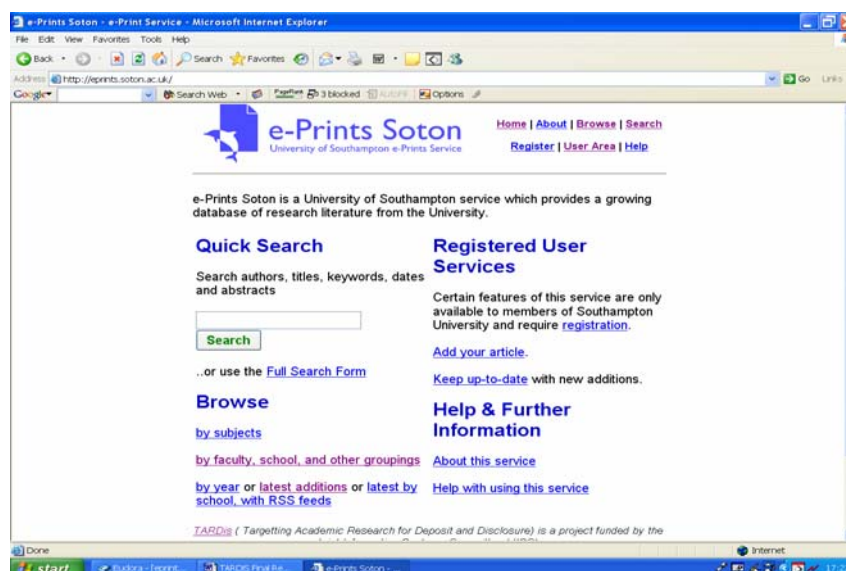 e-Prints Soton - e-Print Service - Microsoft Internet Explorer
File Edit View Favorites Tools Help
Back Search Favorites
Address http://eprints.soton.ac.uk/ Go Links
Google Search Web PageRank 3 blocked AutoFill Options
e-Prints Soton
University of Southampton e-Prints Service
Home | About | Browse | Search
Register | User Area | Help
e-Prints Soton is a University of Southampton service which provides a growing
database of research literature from the University.
Quick Search
Search authors, titles, keywords, dates
and abstracts
Search
..or use the Full Search Form
Browse
by subjects
by faculty, school, and other groupings
by year or latest additions or latest by
school, with RSS feeds
Registered User
Services
Certain features of this service are only
available to members of Southampton
University and require registration.
Add your article.
Keep up-to-date with new additions.
Help & Further
Information
About this service
Help with using this service
TARDis ( Targetting Academic Research for Deposit and Disclosure) is a project funded by the
Done Internet
start Eudora - [eprint... TARDIS Final Re... e-Prints Soton - ...